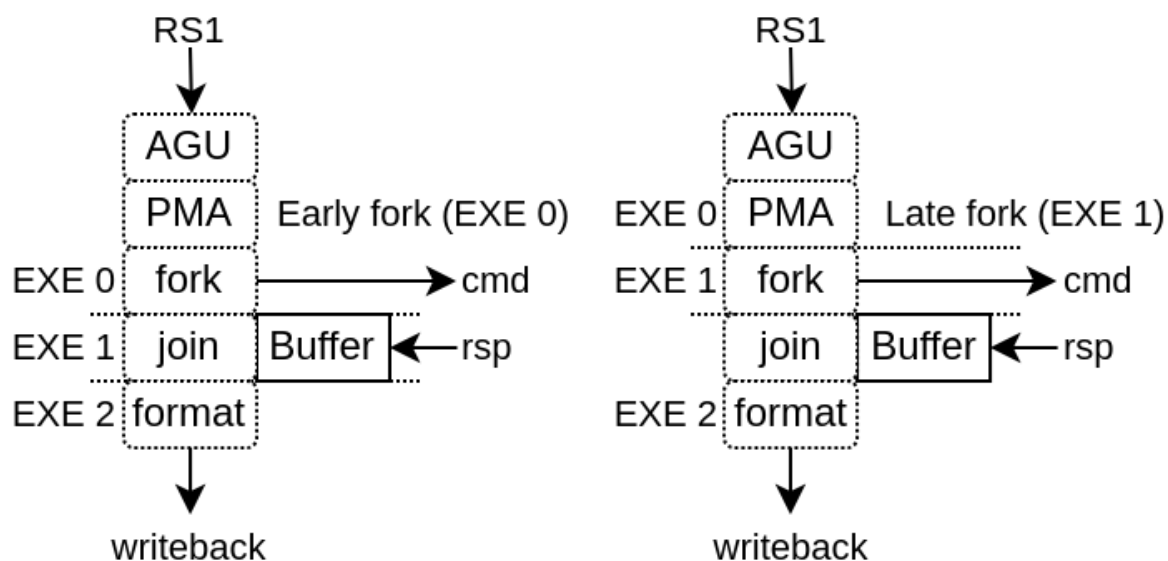 RS1
AGU
PMA
Early fork (EXE 0)
EXE 0
fork
cmd
EXE 1
join
Buffer
rsp
EXE 2
format
writeback
RS1
AGU
EXE 0
PMA
Late fork (EXE 1)
EXE 1
fork
cmd
join
Buffer
rsp
EXE 2
format
writeback